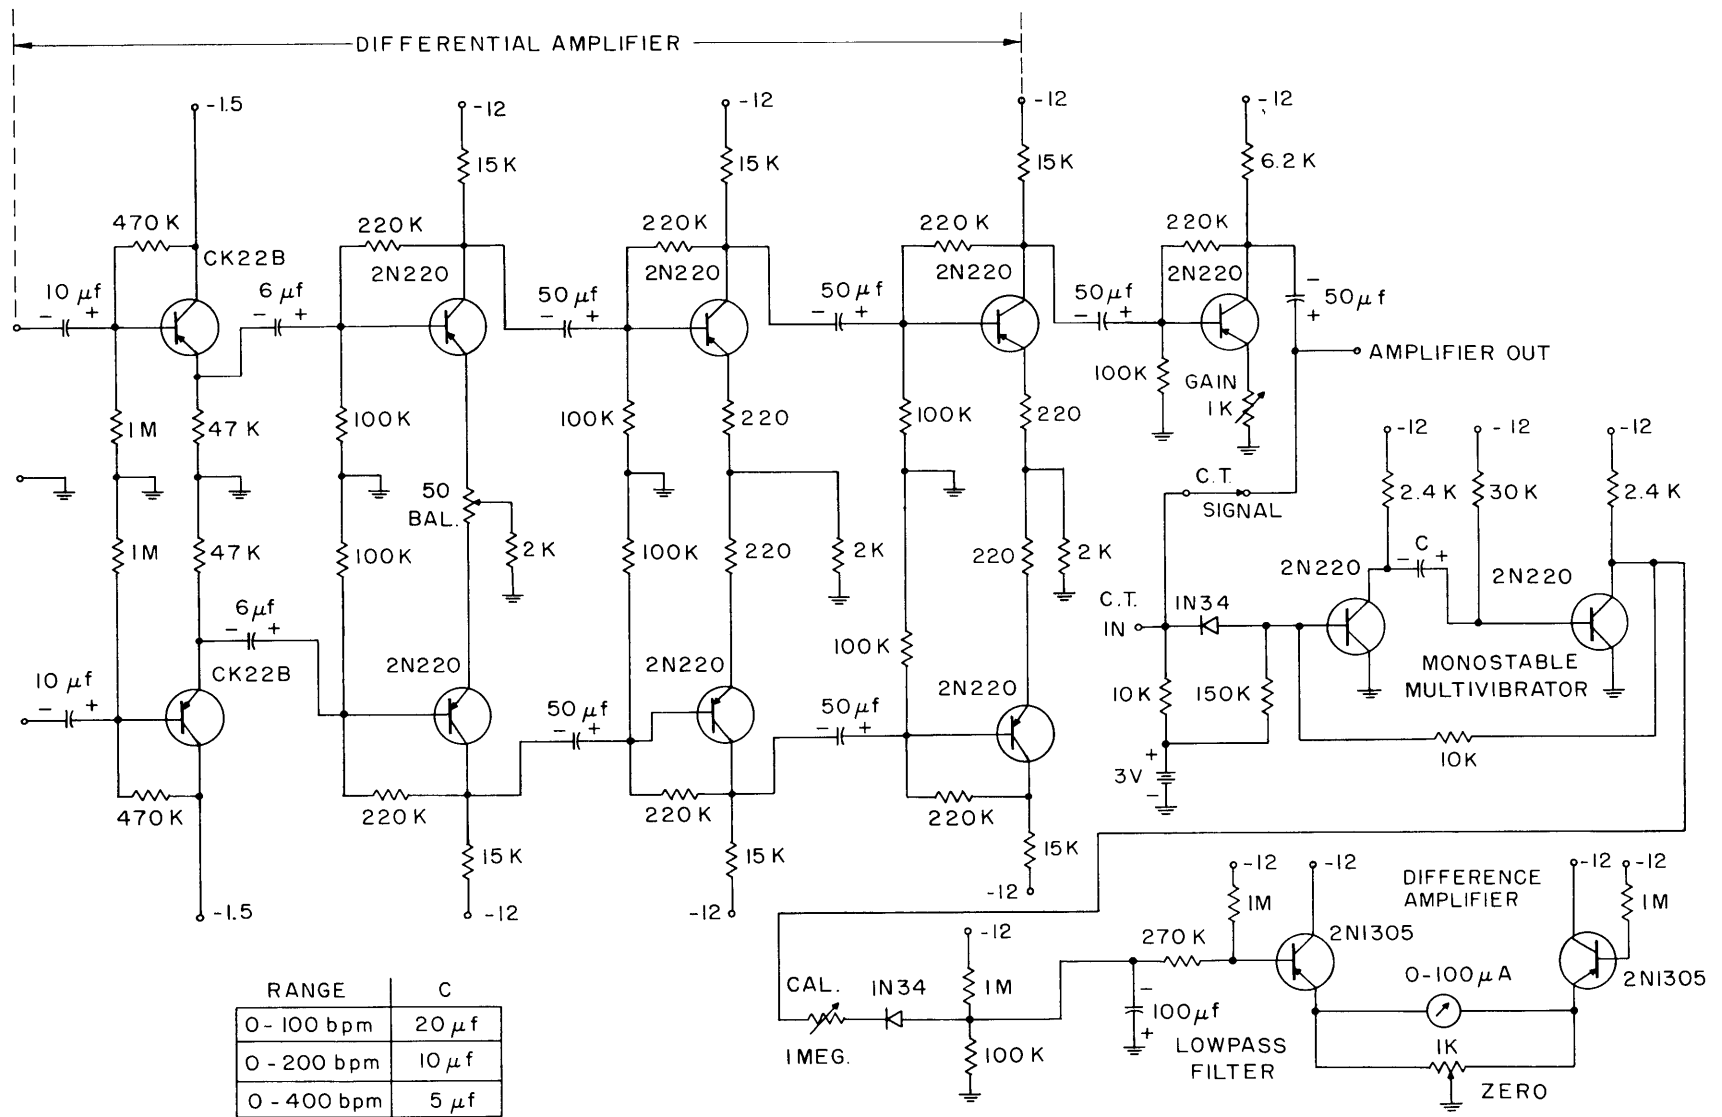 DIFFERENTIAL AMPLIFIER
-1.5 -12 -12 -12 -12
15K 15K 15K 6.2K
470K 220K 220K 220K 220K
CK22B 2N220 2N220 2N220 2N220
10 μf 6 μf 50 μf 50 μf 50 μf 50 μf
- + - + - + - + - + - +
AMPLIFIER OUT
100K GAIN 1K
1M 47K 100K 100K 220 100K 220
-12 -12 -12
C.T. SIGNAL
2.4K 30K 2.4K
50 BAL.
1M 47K 100K 2K 100K 220 2K 220 2K
2N220 - C + 2N220
C.T. IN 1N34
6μf - +
100K
CK22B 2N220 2N220 2N220
MONOSTABLE MULTIVIBRATOR
10 μf - + 50 μf - + 50 μf - +
10K 150K
10K
+ 3V -
470K 220K 220K 220K
15K 15K 15K
-1.5 -12 -12 -12
-12 -12 -12 -12
DIFFERENCE AMPLIFIER
1M 1M
2N1305 2N1305
270K
-12
1M
CAL. 1N34
1 MEG.
100K
- 100μf +
LOWPASS FILTER
0-100μA
1K
ZERO
RANGE C
0-100 bpm 20 μf
0-200 bpm 10 μf
0-400 bpm 5 μf